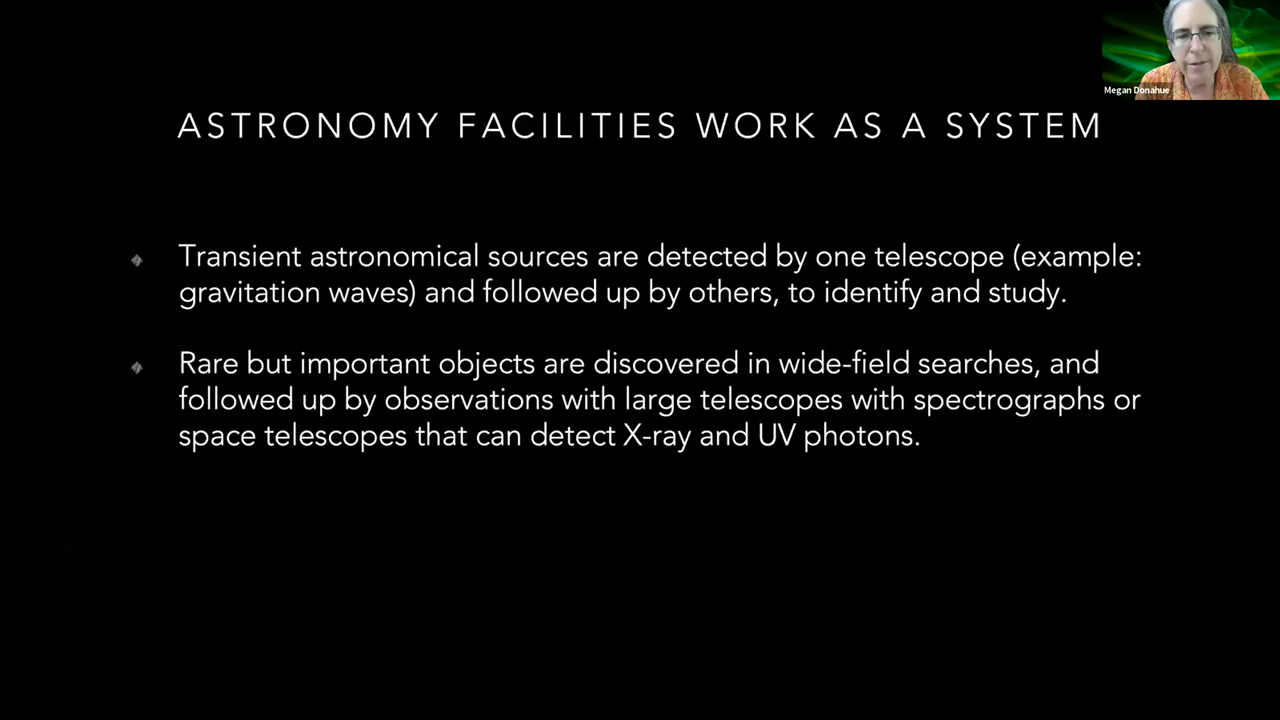 Megan Donahue
ASTRONOMY FACILITIES WORK AS A SYSTEM
Transient astronomical sources are detected by one telescope (example:
gravitation waves) and followed up by others, to identify and study.
Rare but important objects are discovered in wide-field searches, and
followed up by observations with large telescopes with spectrographs or
space telescopes that can detect X-ray and UV photons.